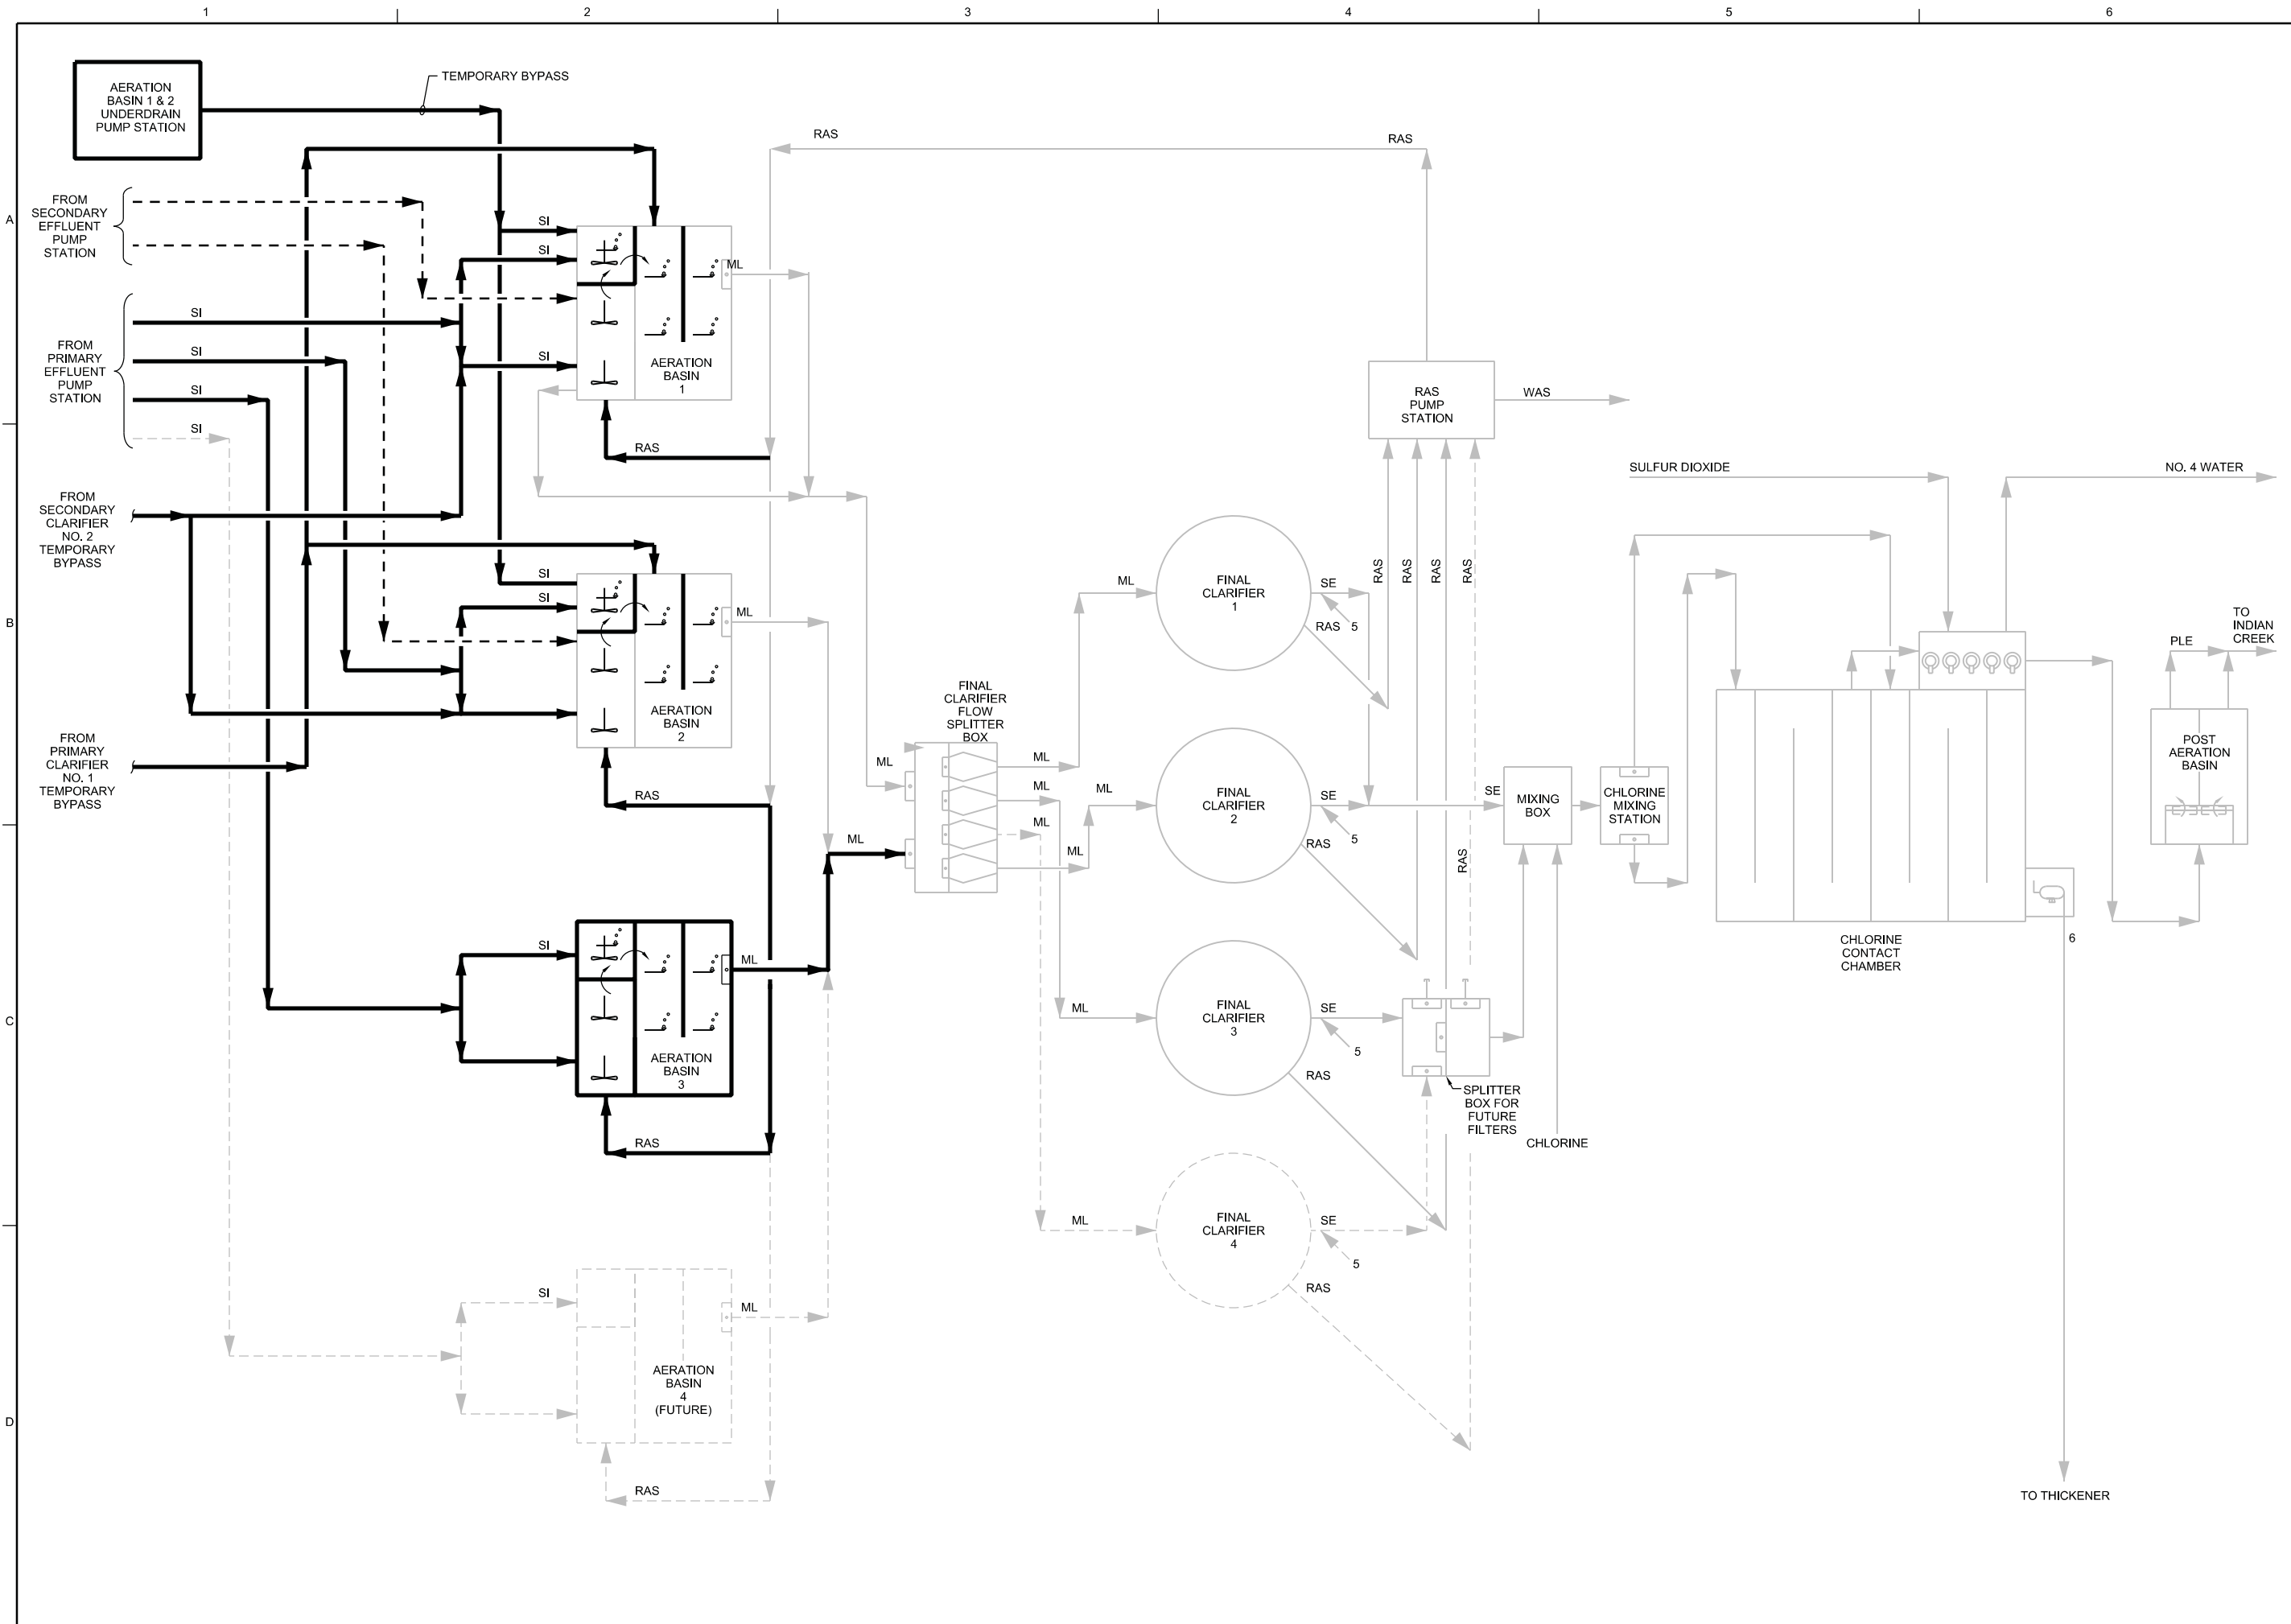 1
2
3
4
5
6
A
B
C
D
AERATION
BASIN 1 & 2
UNDERDRAIN
PUMP STATION
TEMPORARY BYPASS
FROM
SECONDARY
EFFLUENT
PUMP
STATION
FROM
PRIMARY
EFFLUENT
PUMP
STATION
SI
SI
SI
SI
FROM
SECONDARY
CLARIFIER
NO. 2
TEMPORARY
BYPASS
FROM
PRIMARY
CLARIFIER
NO. 1
TEMPORARY
BYPASS
SI
SI
SI
ML
AERATION
BASIN
1
RAS
SI
SI
ML
AERATION
BASIN
2
RAS
ML
SI
ML
AERATION
BASIN
3
RAS
SI
ML
AERATION
BASIN
4
(FUTURE)
RAS
RAS
RAS
FINAL
CLARIFIER
FLOW
SPLITTER
BOX
ML
ML
ML
ML
ML
ML
ML
ML
ML
FINAL
CLARIFIER
1
SE
5
RAS
FINAL
CLARIFIER
2
SE
5
RAS
FINAL
CLARIFIER
3
SE
5
RAS
FINAL
CLARIFIER
4
SE
5
RAS
RAS
PUMP
STATION
WAS
RAS
RAS
RAS
RAS
RAS
SE
MIXING
BOX
CHLORINE
MIXING
STATION
SPLITTER
BOX FOR
FUTURE
FILTERS
CHLORINE
SULFUR DIOXIDE
NO. 4 WATER
CHLORINE
CONTACT
CHAMBER
6
TO THICKENER
PLE
TO
INDIAN
CREEK
POST
AERATION
BASIN